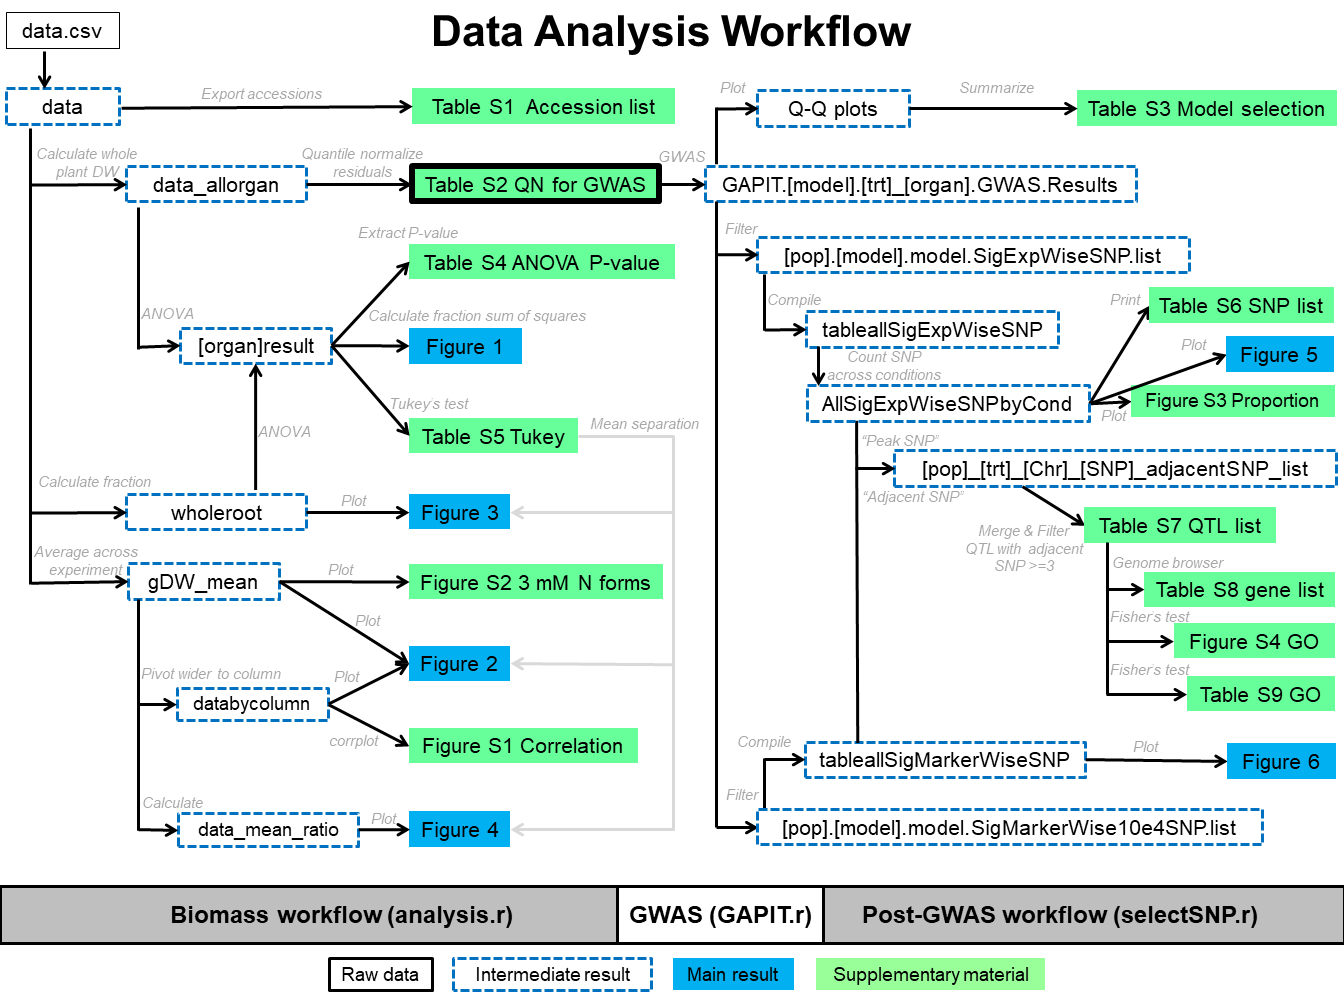 Data Analysis Workflow
data.csv
data
Export accessions
Table S1 Accession list
Calculate whole
plant DW
data_allorgan
Quantile normalize
residuals
Table S2 QN for GWAS
GWAS
GAPIT.[model].[trt]_[organ].GWAS.Results
Plot
Q-Q plots
Summarize
Table S3 Model selection
ANOVA
[organ]result
Extract P-value
Table S4 ANOVA P-value
Calculate fraction sum of squares
Figure 1
Tukey's test
Table S5 Tukey
Mean separation
ANOVA
Calculate fraction
wholeroot
Plot
Figure 3
Average across
experiment
gDW_mean
Plot
Figure S2 3 mM N forms
Plot
Figure 2
Pivot wider to column
databycolumn
Plot
corrplot
Figure S1 Correlation
Calculate
data_mean_ratio
Plot
Figure 4
Filter
[pop].[model].model.SigExpWiseSNP.list
Compile
tableallSigExpWiseSNP
Count SNP
across conditions
AllSigExpWiseSNPbyCond
Print
Table S6 SNP list
Plot
Figure 5
Plot
Figure S3 Proportion
“Peak SNP”
[pop]_[trt]_[Chr]_[SNP]_adjacentSNP_list
“Adjacent SNP”
Merge & Filter
QTL with adjacent
SNP >=3
Table S7 QTL list
Genome browser
Table S8 gene list
Fisher's test
Figure S4 GO
Fisher's test
Table S9 GO
Compile
tableallSigMarkerWiseSNP
Plot
Figure 6
Filter
[pop].[model].model.SigMarkerWise10e4SNP.list
Biomass workflow (analysis.r)
GWAS (GAPIT.r)
Post-GWAS workflow (selectSNP.r)
Raw data
Intermediate result
Main result
Supplementary material